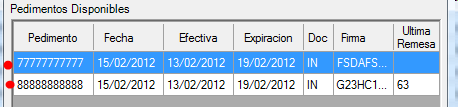 Pedimentos Disponibles
Pedimento Fecha Efectiva Expiracion Doc Firma Ultima Remesa
77777777777 15/02/2012 13/02/2012 19/02/2012 IN FSDAFS...
88888888888 15/02/2012 13/02/2012 19/02/2012 IN G23HC1... 63